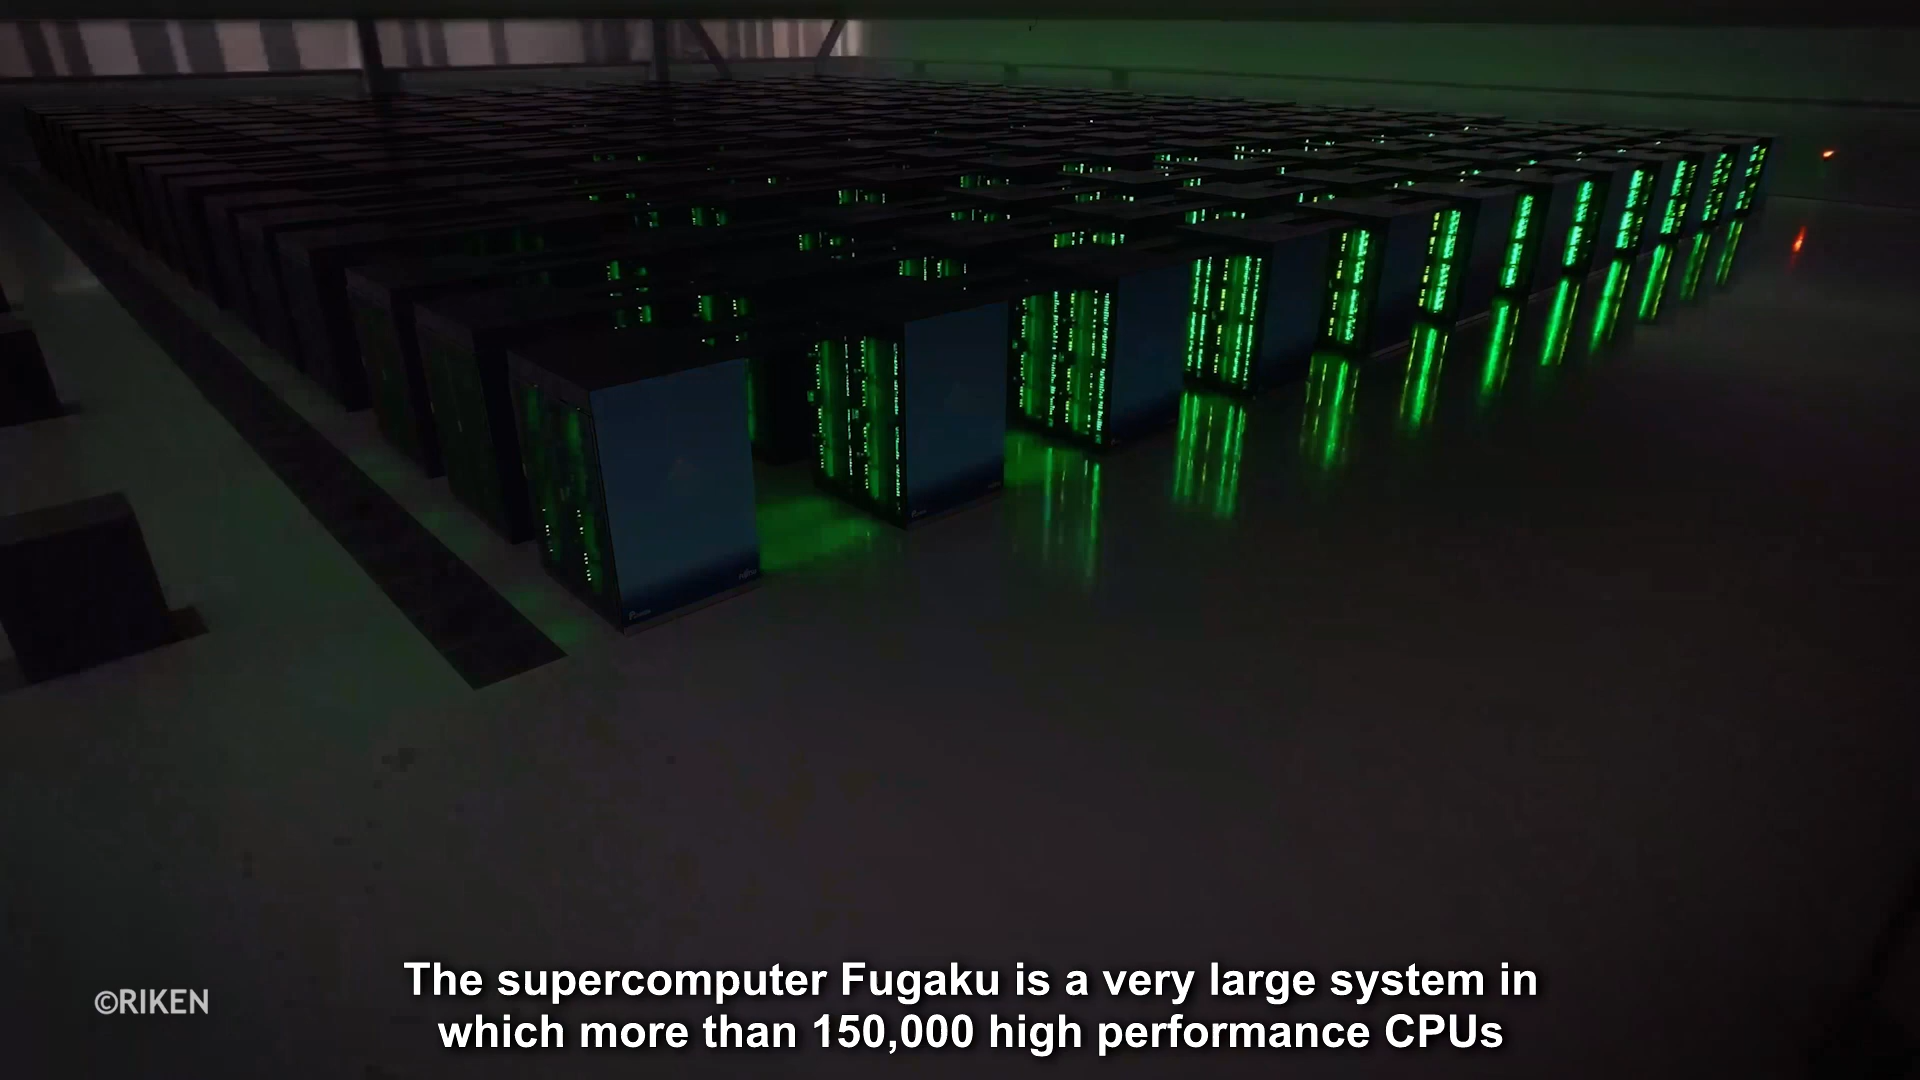 ©RIKEN
The supercomputer Fugaku is a very large system in
which more than 150,000 high performance CPUs